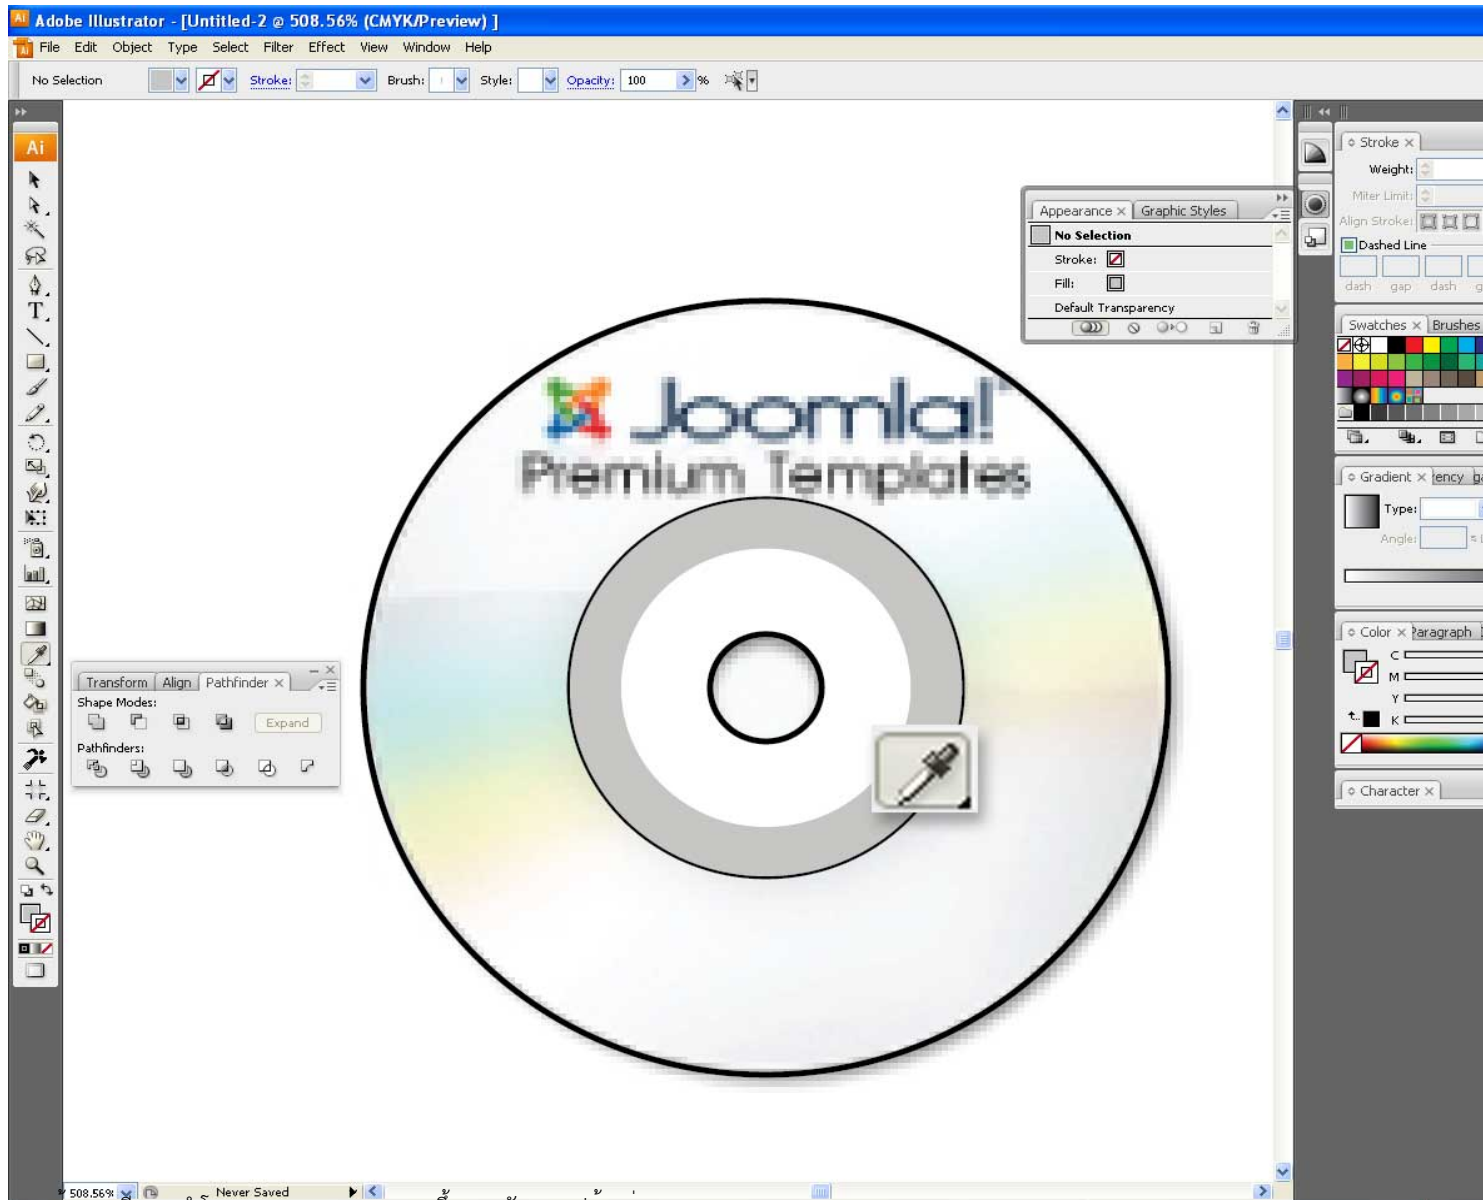 Adobe Illustrator - [Untitled-2 @ 508.56% (CMYK/Preview) ]
File Edit Object Type Select Filter Effect View Window Help
No Selection Stroke: Brush: Style: Opacity: 100 %
Ai
Stroke
Weight:
Miter Limit:
Align Stroke:
Dashed Line
dash gap dash
Appearance Graphic Styles
No Selection
Stroke:
Fill:
Default Transparency
Swatches Brushes
Joomla!
Premium Templates
Gradient
Type:
Angle:
Color Paragraph
C
M
Y
K
Transform Align Pathfinder
Shape Modes:
Expand
Pathfinders:
Character
508.56% Never Saved